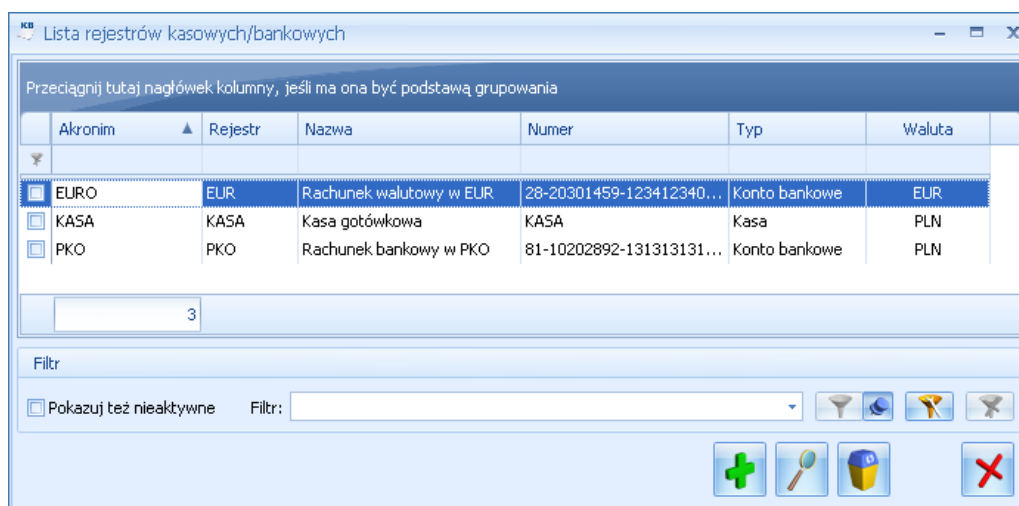 KB Lista rejestrów kasowych/bankowych
Przeciągnij tutaj nagłówek kolumny, jeśli ma ona być podstawą grupowania
Akronim Rejestr Nazwa Numer Typ Waluta
EURO EUR Rachunek walutowy w EUR 28-20301459-123412340... Konto bankowe EUR
KASA KASA Kasa gotówkowa KASA Kasa PLN
PKO PKO Rachunek bankowy w PKO 81-10202892-131313131... Konto bankowe PLN
3
Filtr
Pokazuj też nieaktywne Filtr: